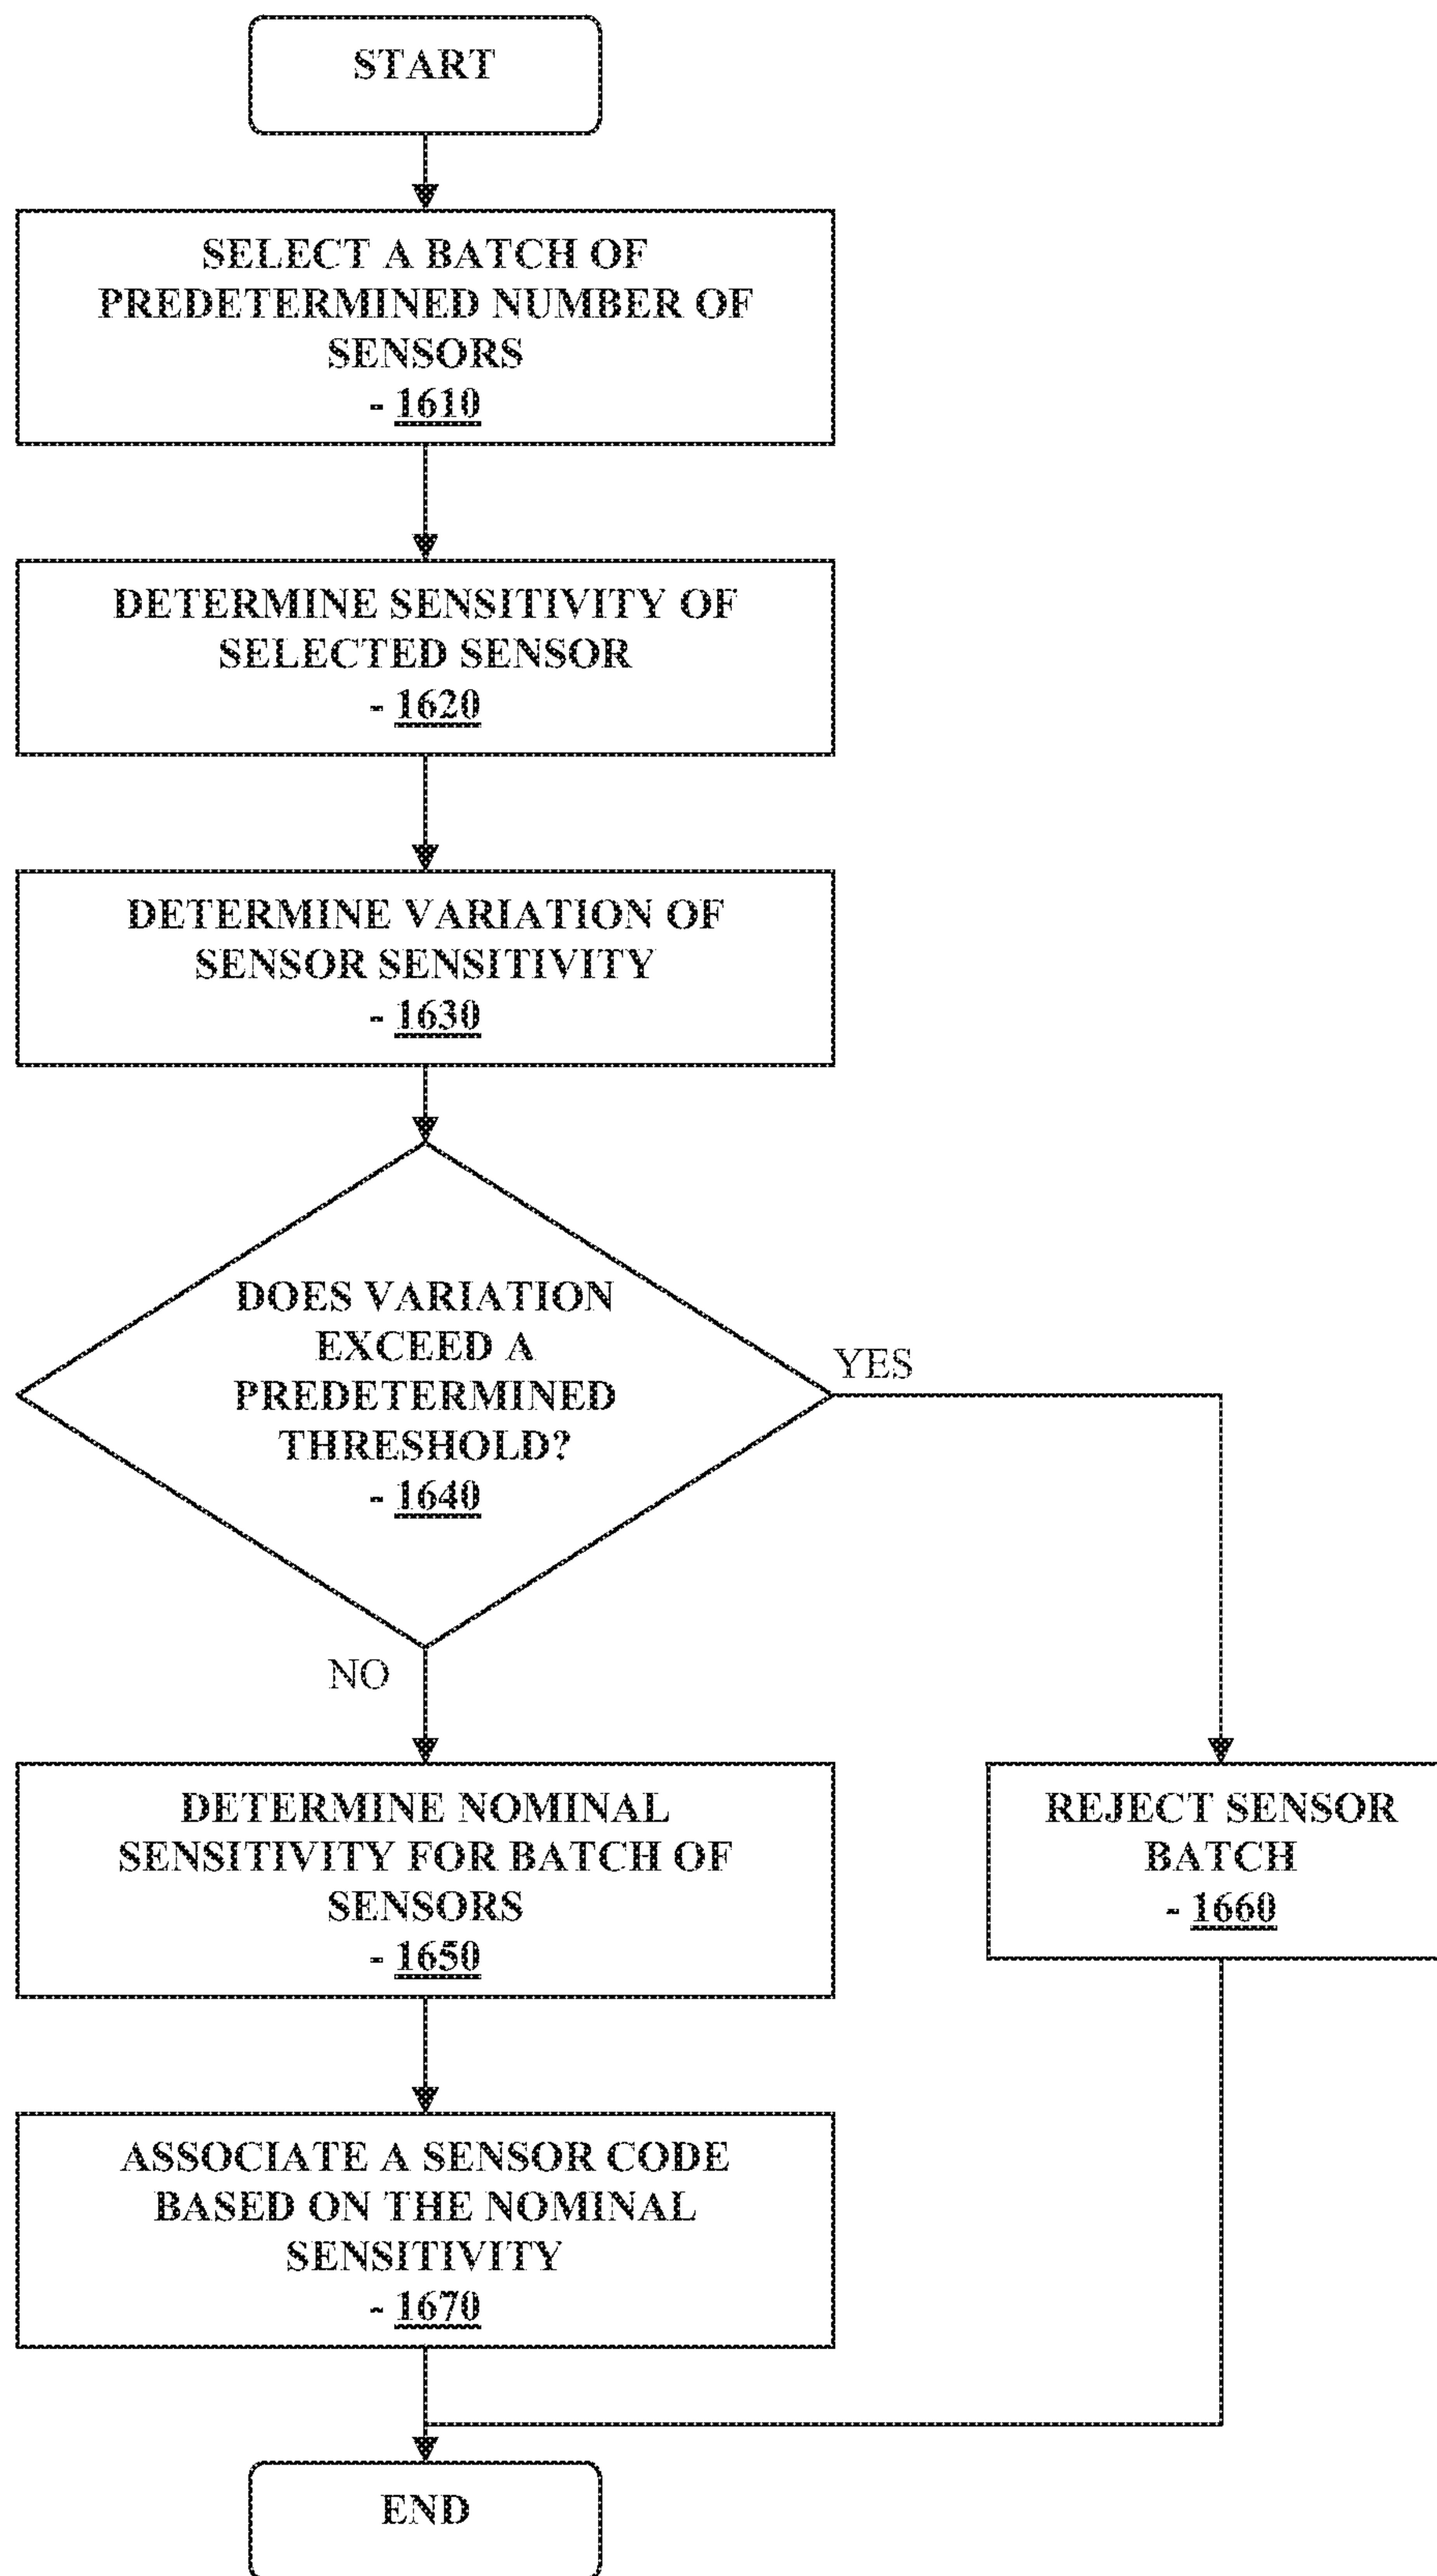 START
SELECT A BATCH OF
PREDETERMINED NUMBER OF
SENSORS
- 1610
DETERMINE SENSITIVITY OF
SELECTED SENSOR
- 1620
DETERMINE VARIATION OF
SENSOR SENSITIVITY
- 1630
DOES VARIATION
EXCEED A
PREDETERMINED
THRESHOLD?
- 1640
YES
NO
DETERMINE NOMINAL
SENSITIVITY FOR BATCH OF
SENSORS
- 1650
REJECT SENSOR
BATCH
- 1660
ASSOCIATE A SENSOR CODE
BASED ON THE NOMINAL
SENSITIVITY
- 1670
END